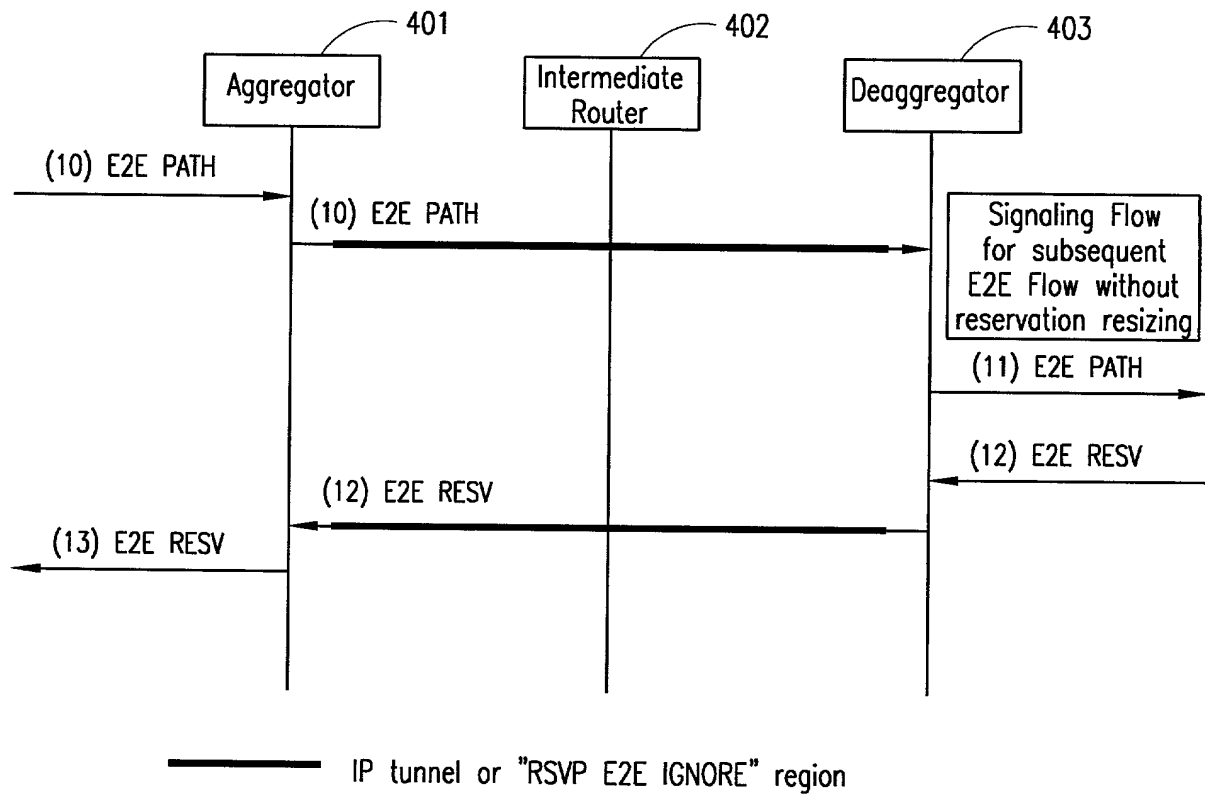 401
402
403
Aggregator
Intermediate
Router
Deaggregator
(10) E2E PATH
(10) E2E PATH
Signaling Flow
for subsequent
E2E Flow without
reservation resizing
(11) E2E PATH
(12) E2E RESV
(12) E2E RESV
(13) E2E RESV
IP tunnel or "RSVP E2E IGNORE" region